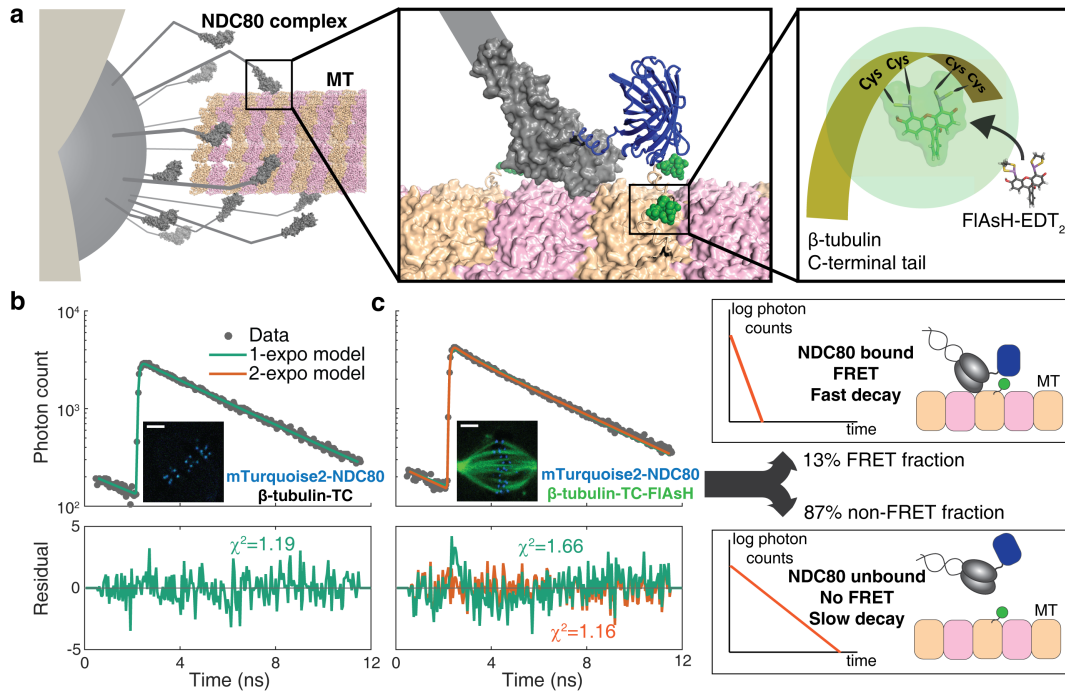 a
NDC80 complex
MT
Cys Cys
Cys Cys
FlAsH-EDT2
β-tubulin
C-terminal tail
b
10^4
10^3
10^2
Photon count
Data
1-expo model
2-expo model
mTurquoise2-NDC80
β-tubulin-TC
5
0
-5
Residual
χ²=1.19
0 4 8 12
Time (ns)
c
mTurquoise2-NDC80
β-tubulin-TC-FlAsH
χ²=1.66
χ²=1.16
0 4 8 12
Time (ns)
log photon
counts
NDC80 bound
FRET
Fast decay
MT
time
13% FRET fraction
87% non-FRET fraction
log photon
counts
NDC80 unbound
No FRET
Slow decay
MT
time